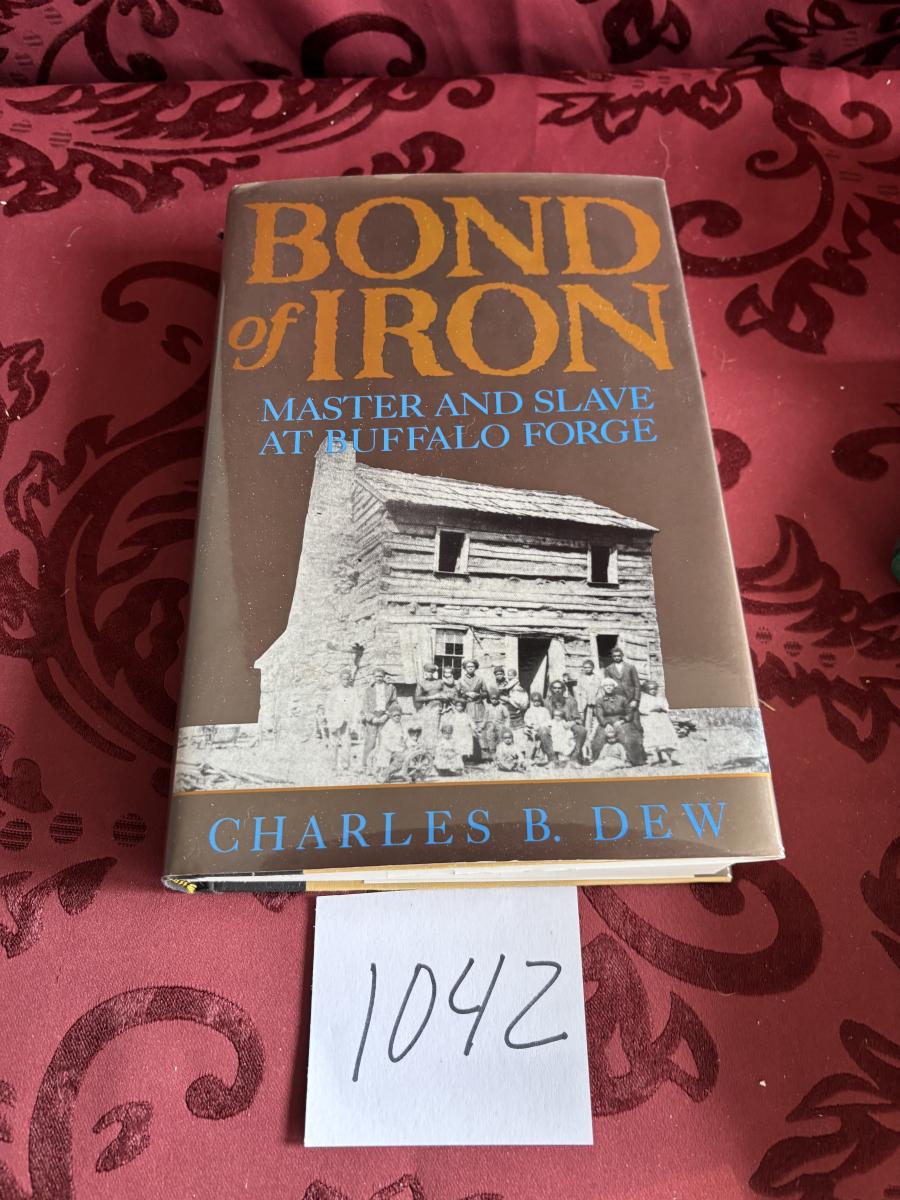 BOND
of IRON
MASTER AND SLAVE
AT BUFFALO FORGE
CHARLES B. DEW
1042